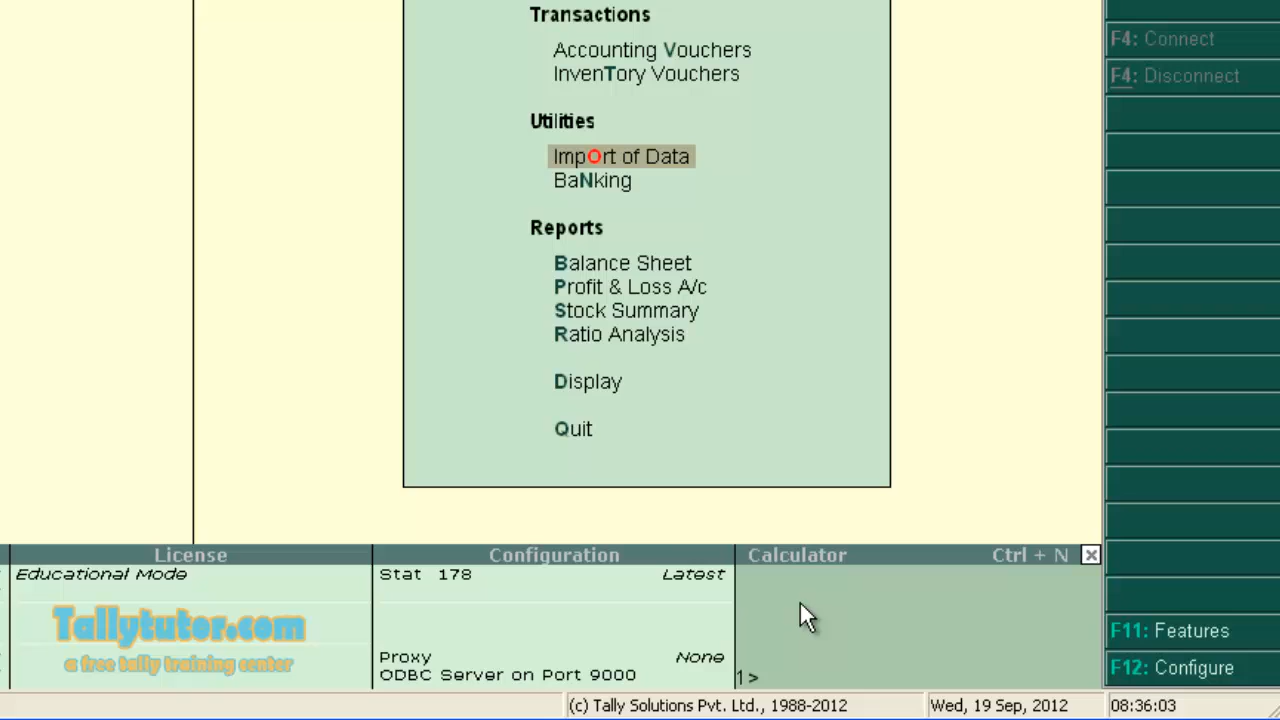 Transactions
Accounting Vouchers
InvenTory Vouchers
Utilities
ImpOrt of Data
BaNking
Reports
Balance Sheet
Profit & Loss A/c
Stock Summary
Ratio Analysis
Display
Quit
F4: Connect
F4: Disconnect
F11: Features
F12: Configure
License
Educational Mode
Tallytutor.com
a free tally training center
Configuration
Stat 178 Latest
Proxy None
ODBC Server on Port 9000
Calculator Ctrl + N
1>
(c) Tally Solutions Pvt. Ltd., 1988-2012 Wed, 19 Sep, 2012 08:36:03